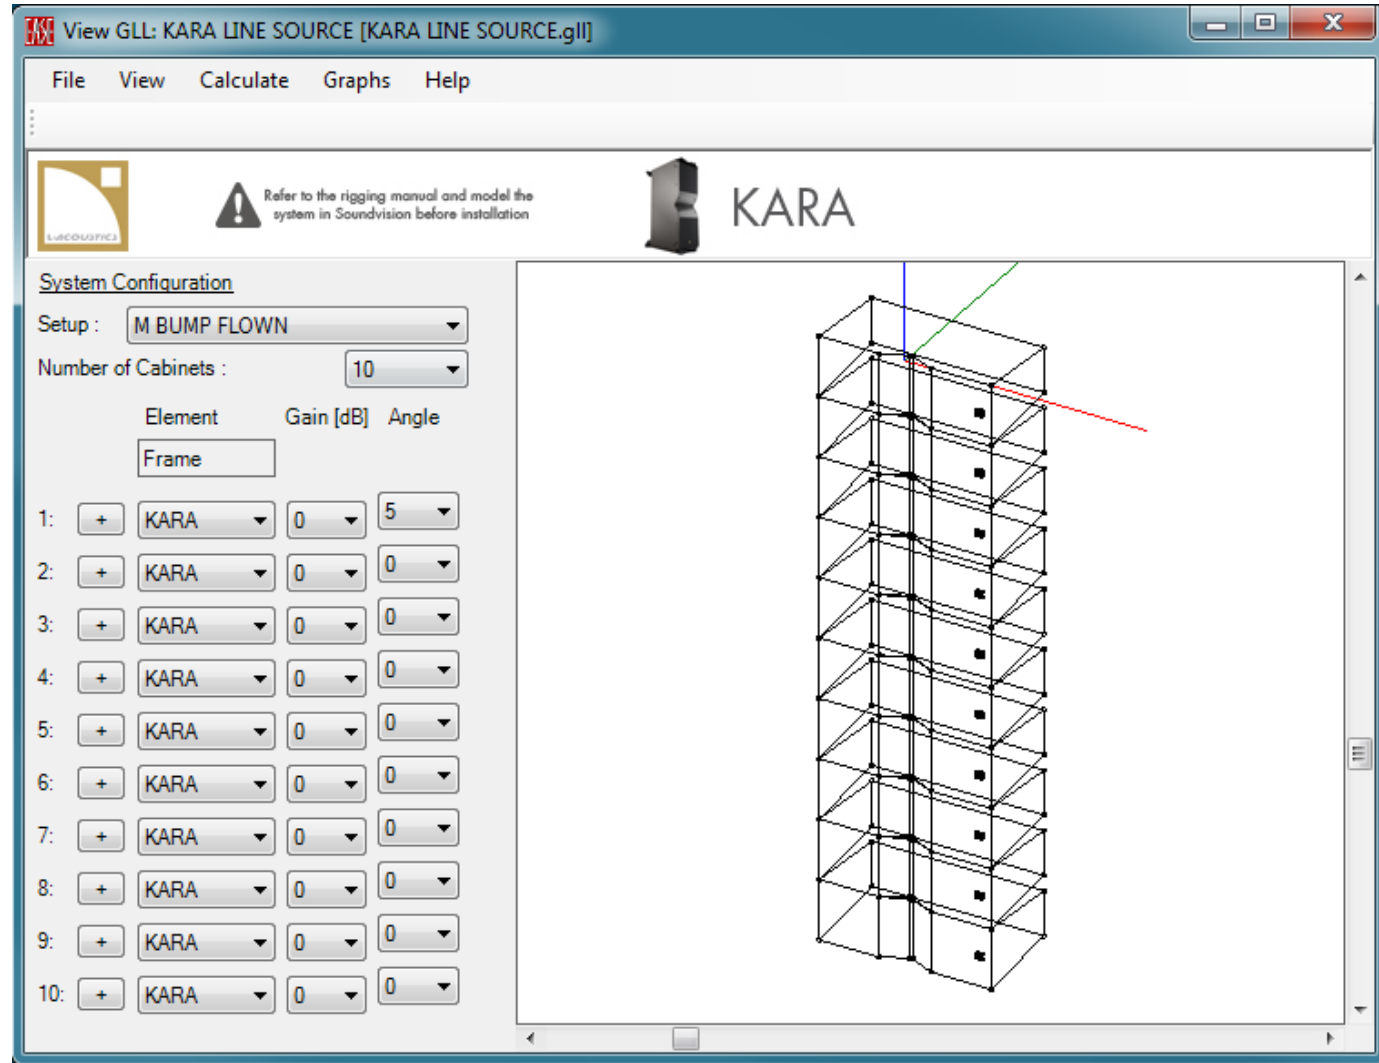 EASE View GLL: KARA LINE SOURCE [KARA LINE SOURCE.gll]
File View Calculate Graphs Help
L-ACOUSTICS
Refer to the rigging manual and model the
system in Soundvision before installation
KARA
System Configuration
Setup : M BUMP FLOWN
Number of Cabinets : 10
Element Gain [dB] Angle
Frame
1: + KARA 0 5
2: + KARA 0 0
3: + KARA 0 0
4: + KARA 0 0
5: + KARA 0 0
6: + KARA 0 0
7: + KARA 0 0
8: + KARA 0 0
9: + KARA 0 0
10: + KARA 0 0